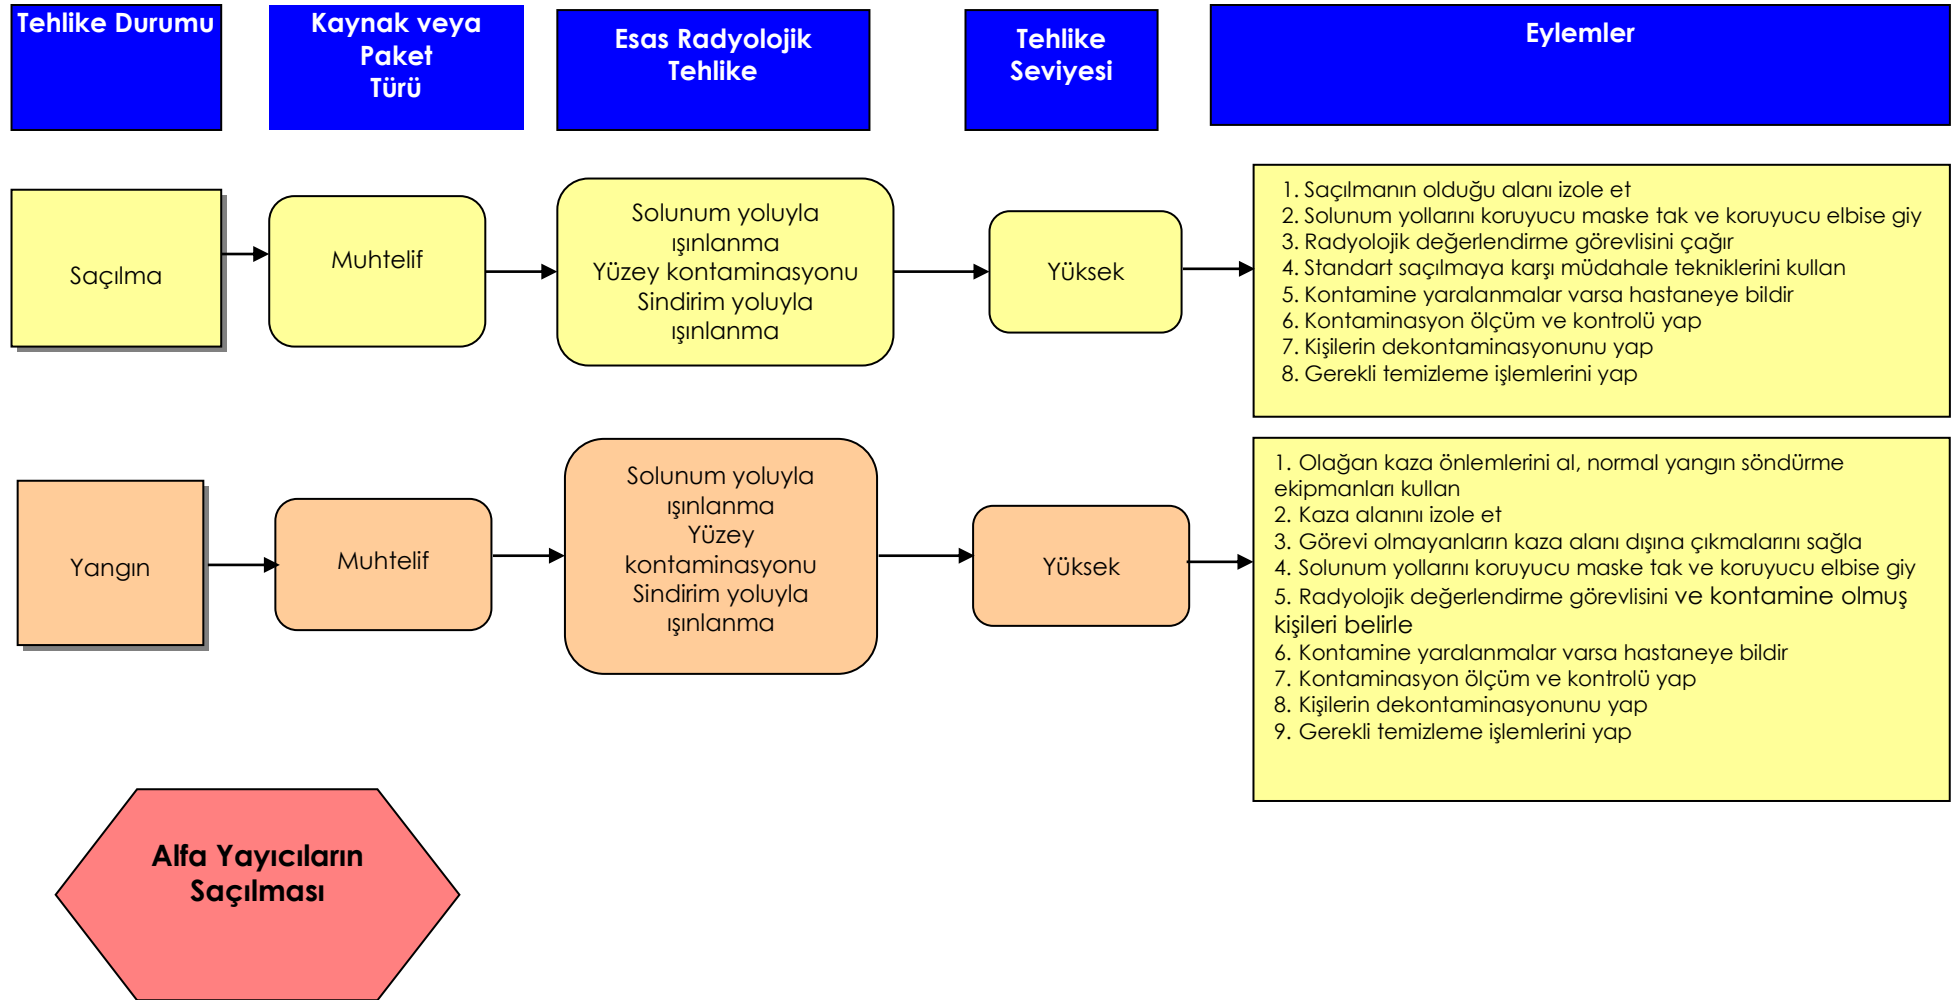 Tehlike Durumu
Kaynak veya
Paket
Türü
Esas Radyolojik
Tehlike
Tehlike
Seviyesi
Eylemler
Saçılma
Muhtelif
Solunum yoluyla
ışınlanma
Yüzey kontaminasyonu
Sindirim yoluyla
ışınlanma
Yüksek
1. Saçılmanın olduğu alanı izole et
2. Solunum yollarını koruyucu maske tak ve koruyucu elbise giy
3. Radyolojik değerlendirme görevlisini çağır
4. Standart saçılmaya karşı müdahale tekniklerini kullan
5. Kontamine yaralanmalar varsa hastaneye bildir
6. Kontaminasyon ölçüm ve kontrolü yap
7. Kişilerin dekontaminasyonunu yap
8. Gerekli temizleme işlemlerini yap
Yangın
Muhtelif
Solunum yoluyla
ışınlanma
Yüzey
kontaminasyonu
Sindirim yoluyla
ışınlanma
Yüksek
1. Olağan kaza önlemlerini al, normal yangın söndürme
ekipmanları kullan
2. Kaza alanını izole et
3. Görevi olmayanların kaza alanı dışına çıkmalarını sağla
4. Solunum yollarını koruyucu maske tak ve koruyucu elbise giy
5. Radyolojik değerlendirme görevlisini ve kontamine olmuş
kişileri belirle
6. Kontamine yaralanmalar varsa hastaneye bildir
7. Kontaminasyon ölçüm ve kontrolü yap
8. Kişilerin dekontaminasyonunu yap
9. Gerekli temizleme işlemlerini yap
Alfa Yayıcıların
Saçılması